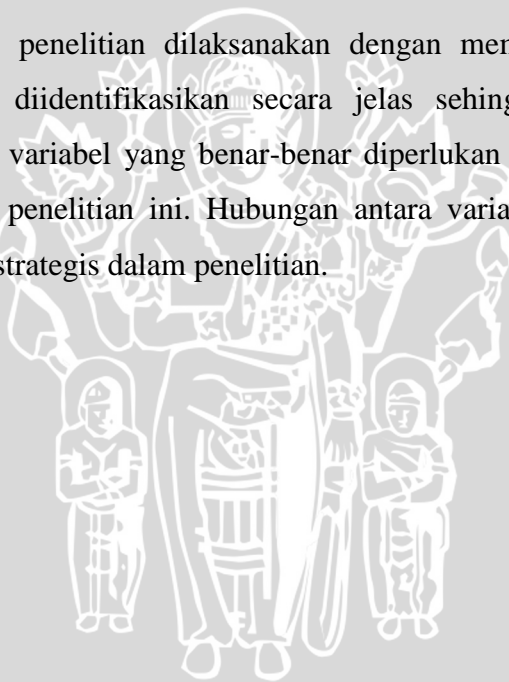 penelitian dilaksanakan dengan men
diidentifikasikan secara jelas sehing
variabel yang benar-benar diperlukan
penelitian ini. Hubungan antara varia
strategis dalam penelitian.